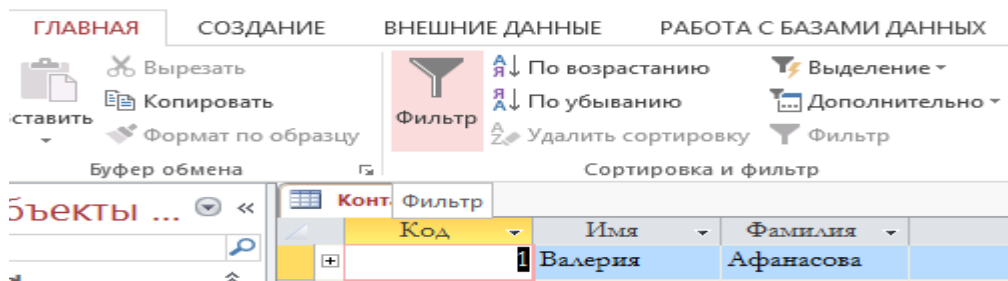 ГЛАВНАЯ СОЗДАНИЕ ВНЕШНИЕ ДАННЫЕ РАБОТА С БАЗАМИ ДАННЫХ
Вырезать
Копировать
ставить
Формат по образцу
Буфер обмена
Фильтр
По возрастанию
По убыванию
Удалить сортировку
Выделение
Дополнительно
Фильтр
Сортировка и фильтр
бъекты ... «
Конт Фильтр
Код Имя Фамилия
1 Валерия Афанасова